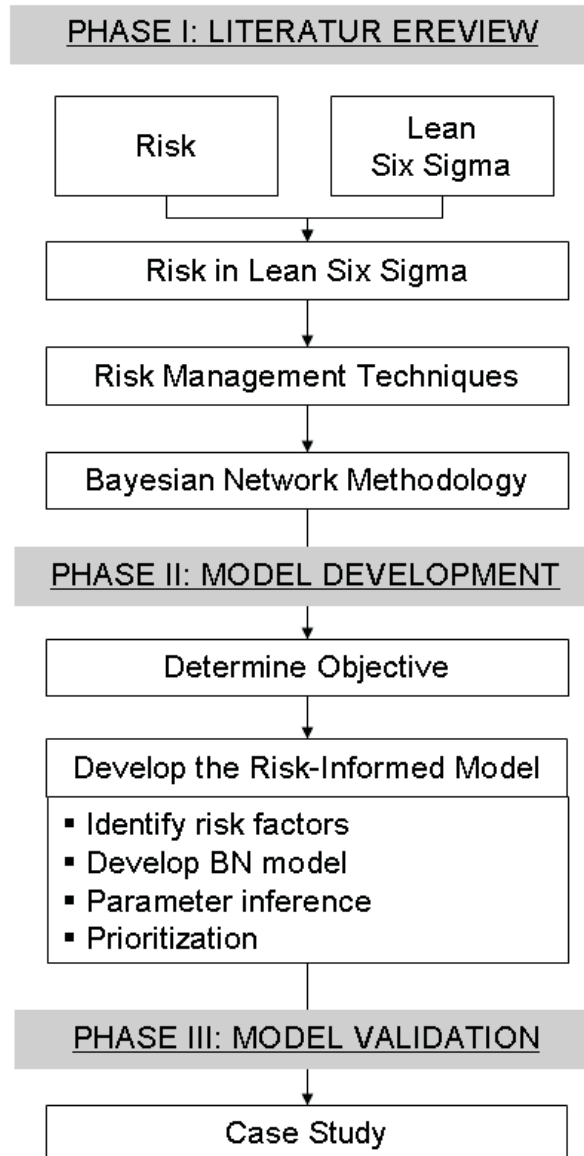 PHASE I: LITERATUR EREVIEW
Risk
Lean
Six Sigma
Risk in Lean Six Sigma
Risk Management Techniques
Bayesian Network Methodology
PHASE II: MODEL DEVELOPMENT
Determine Objective
Develop the Risk-Informed Model
▪ Identify risk factors
▪ Develop BN model
▪ Parameter inference
▪ Prioritization
PHASE III: MODEL VALIDATION
Case Study